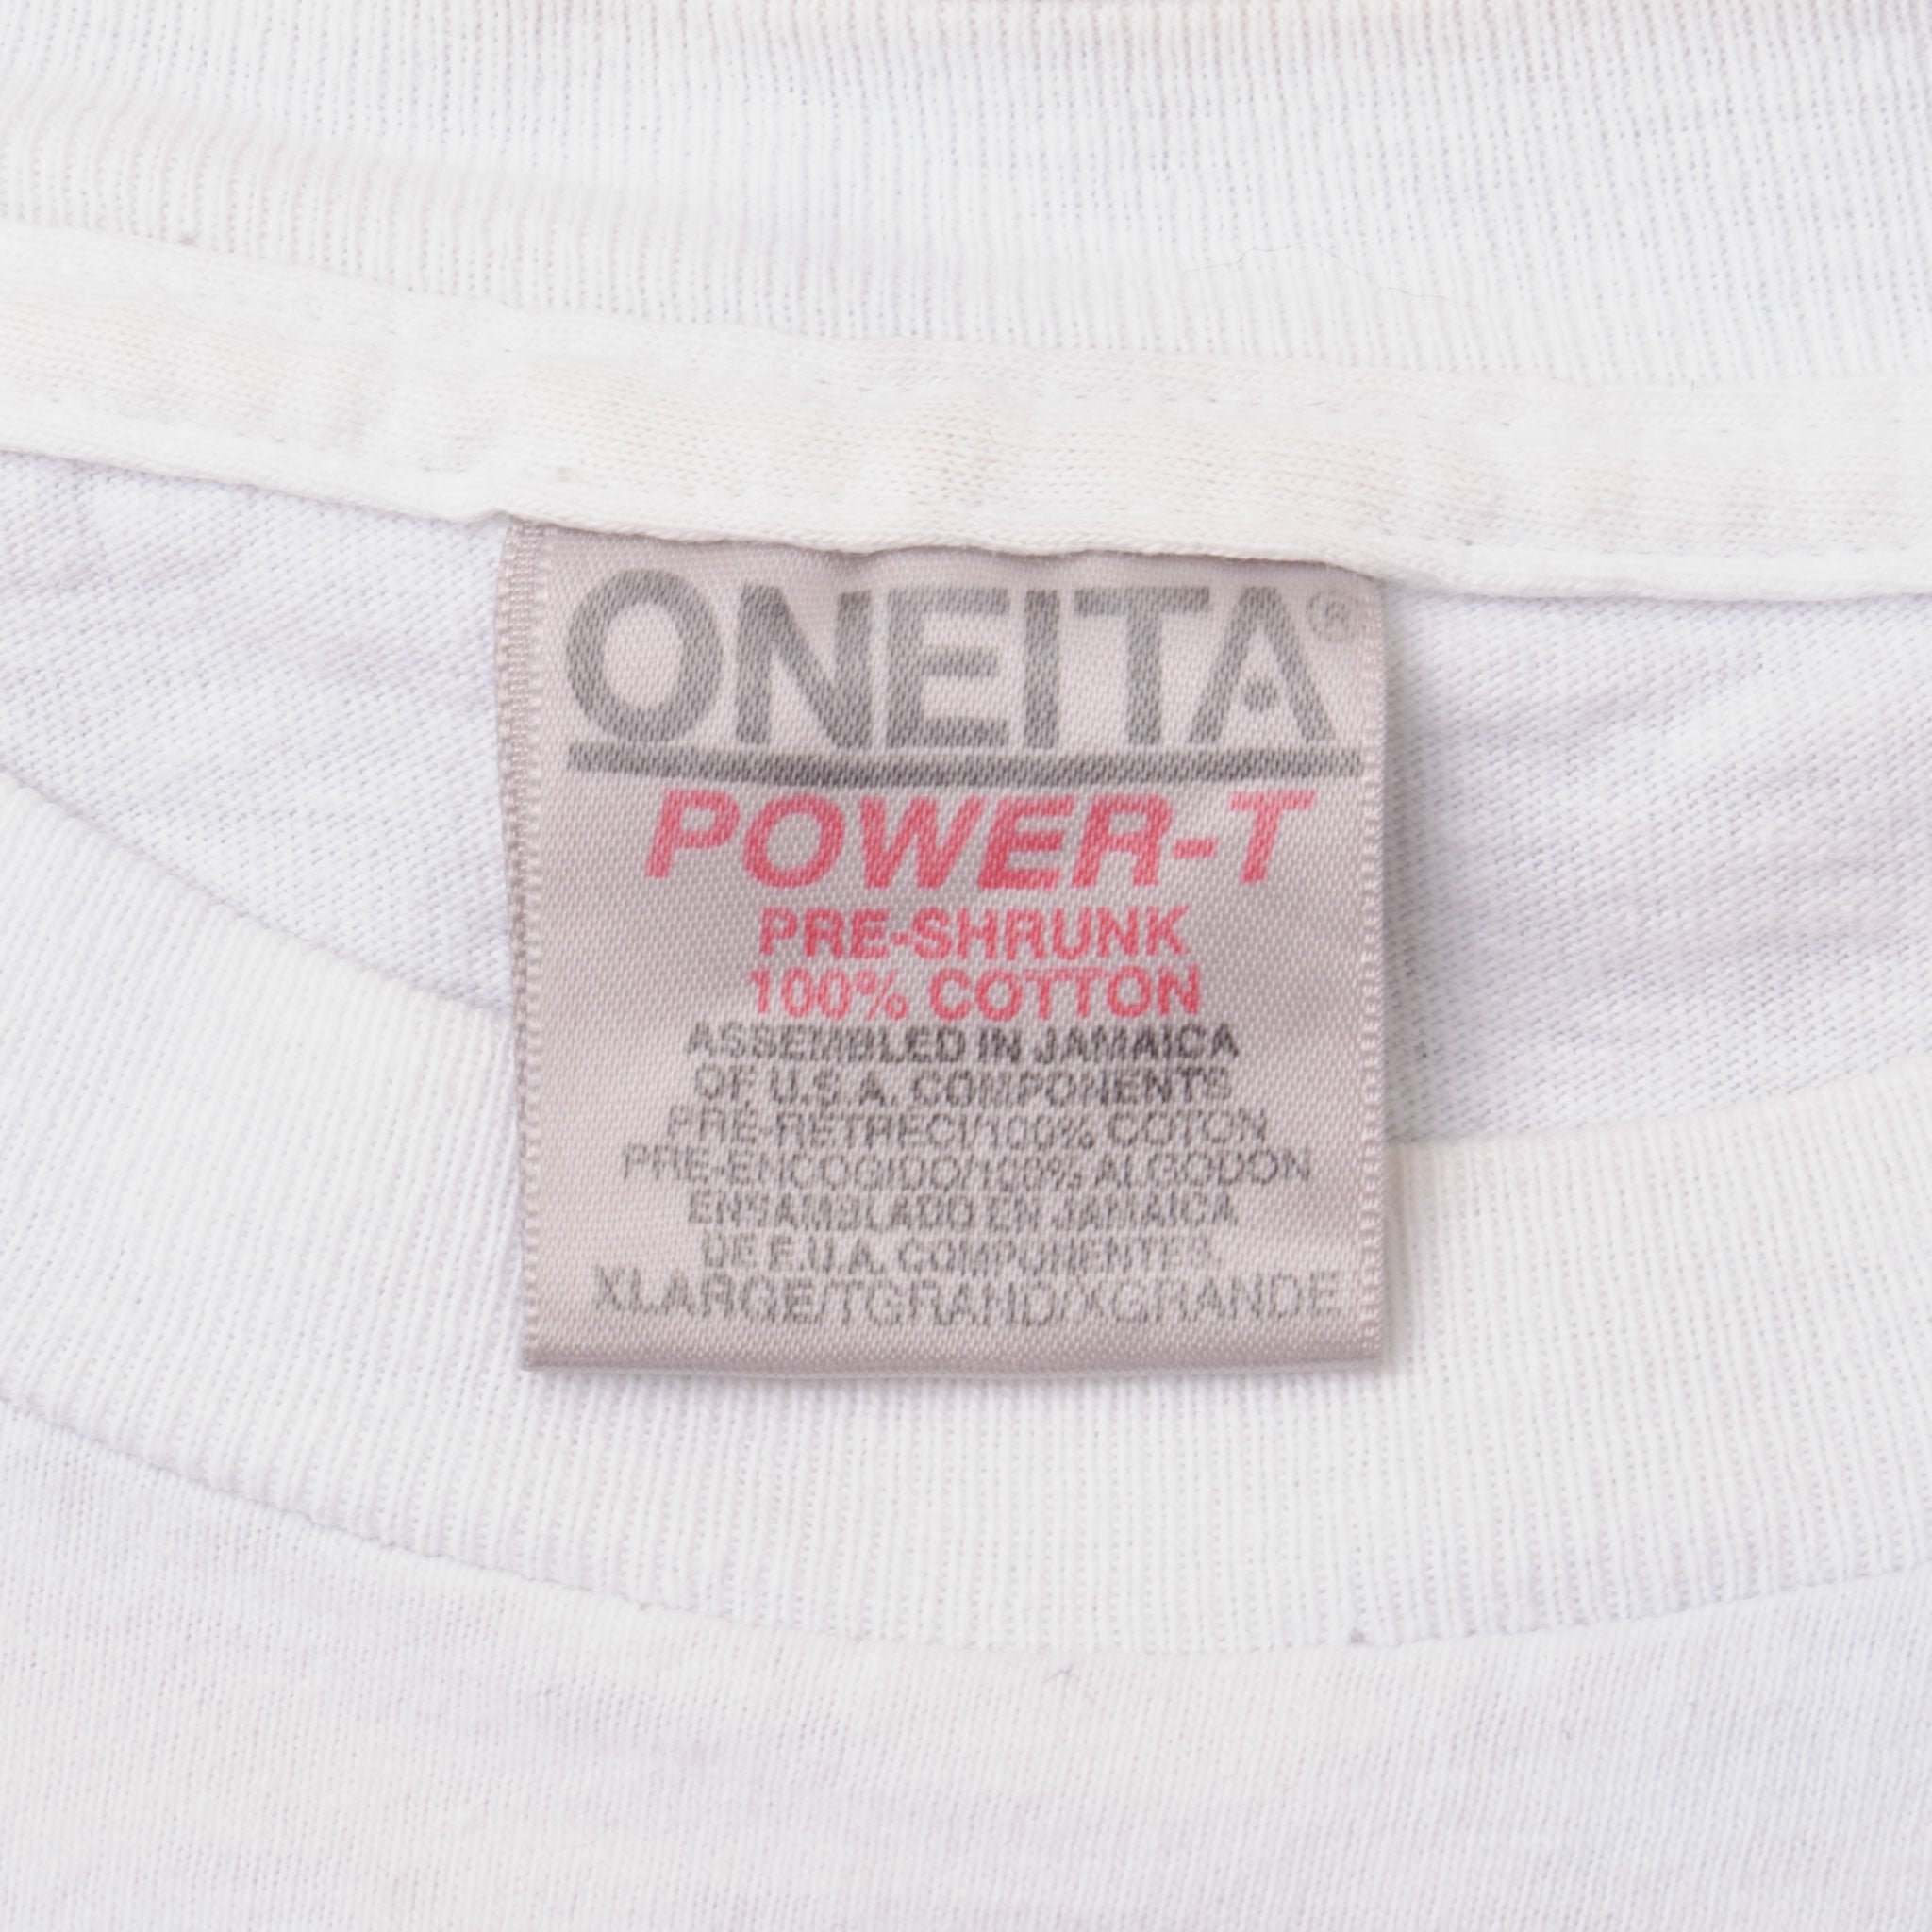 ONEITA®
POWER-T
PRE-SHRUNK
100% COTTON
ASSEMBLED IN JAMAICA
OF U.S.A. COMPONENTS
PRE-RETRECI/100% COTON
PRE-ENCOGIDO/100% ALGODON
ENSAMBLADO EN JAMAICA
DE E.U.A. COMPONENTES
XLARGE/TGRAND/XGRANDE